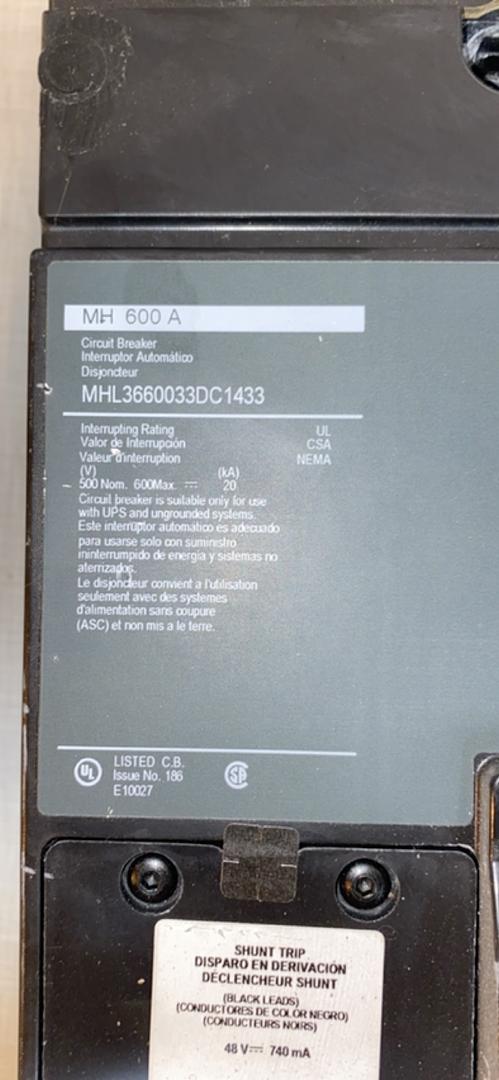 MH 600 A
Circuit Breaker
Interruptor Automático
Disjoncteur
MHL3660033DC1433
Interrupting Rating UL
Valor de Interrupción CSA
Valeur d'interruption NEMA
(V) (kA)
500 Nom. 600Max. ⎓ 20
Circuit breaker is suitable only for use
with UPS and ungrounded systems.
Este interruptor automático es adecuado
para usarse solo con suministro
ininterrumpido de energía y sistemas no
aterrizados.
Le disjoncteur convient a l'utilisation
seulement avec des systemes
d'alimentation sans coupure
(ASC) et non mis a le terre.
UL LISTED C.B.
Issue No. 186
E10027
SHUNT TRIP
DISPARO EN DERIVACIÓN
DÉCLENCHEUR SHUNT
(BLACK LEADS)
(CONDUCTORES DE COLOR NEGRO)
(CONDUCTEURS NOIRS)
48 V⎓ 740 mA